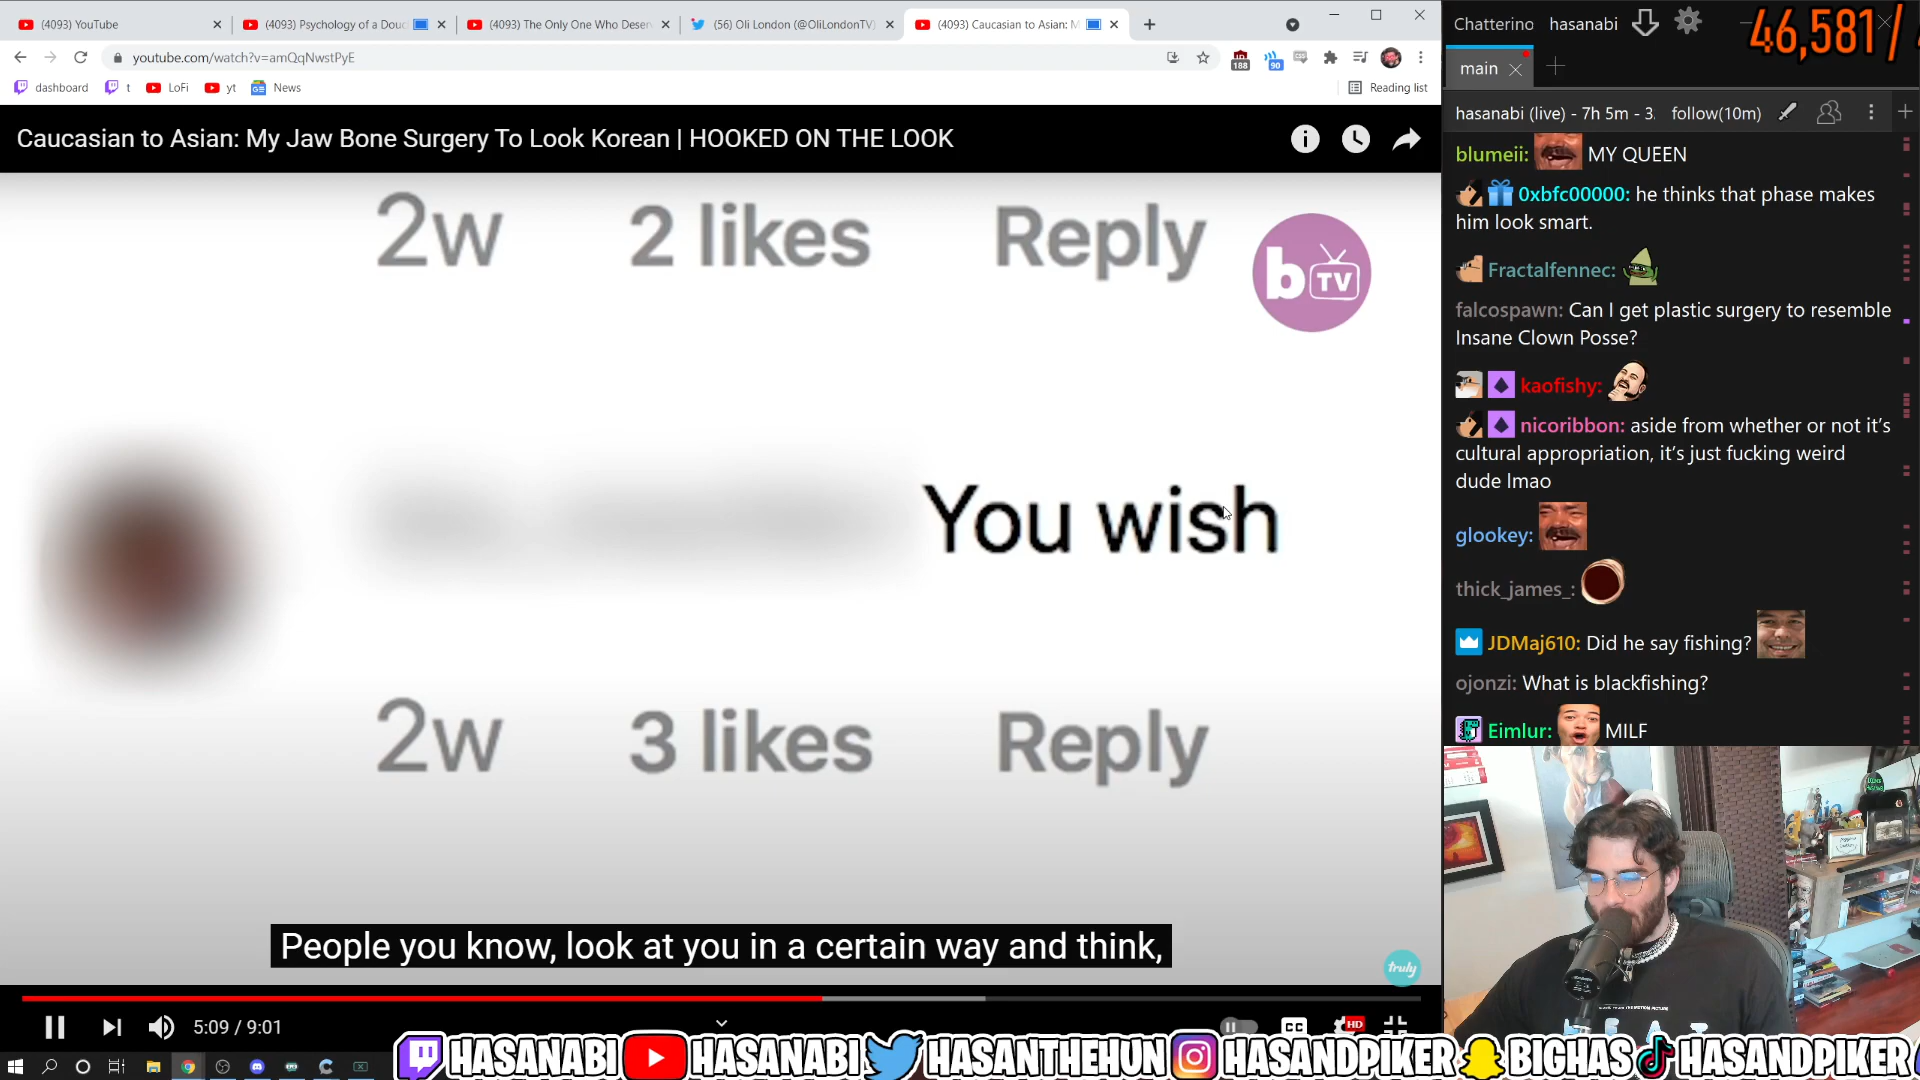 (4093) YouTube
(4093) Psychology of a Douc
(4093) The Only One Who Deser
(56) Oli London (@OliLondonTV)
(4093) Caucasian to Asian: M
youtube.com/watch?v=amQqNwstPyE
188
90
dashboard
t
LoFi
yt
News
Reading list
Caucasian to Asian: My Jaw Bone Surgery To Look Korean | HOOKED ON THE LOOK
2w 2 likes Reply
b TV
You wish
2w 3 likes Reply
People you know, look at you in a certain way and think,
truly
5:09 / 9:01
CC
HD
Chatterino hasanabi
46,581 /
main
hasanabi (live) - 7h 5m - 3. follow(10m)
blumeii: MY QUEEN
0xbfc00000: he thinks that phase makes
him look smart.
Fractalfennec:
falcospawn: Can I get plastic surgery to resemble
Insane Clown Posse?
kaofishy:
nicoribbon: aside from whether or not it's
cultural appropriation, it's just fucking weird
dude lmao
glookey:
thick_james_:
JDMaj610: Did he say fishing?
ojonzi: What is blackfishing?
Eimlur: MILF
HASANABI HASANABI HASANTHEHUN HASANDPIKER BIGHAS HASANDPIKER